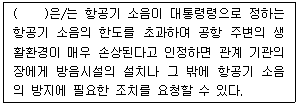 (    )은/는 항공기 소음이 대통령령으로 정하는
항공기 소음의 한도를 초과하여 공항 주변의 생
활환경이 매우 손상된다고 인정하면 관계 기관의
장에게 방음시설의 설치나 그 밖에 항공기 소음
의 방지에 필요한 조치를 요청할 수 있다.